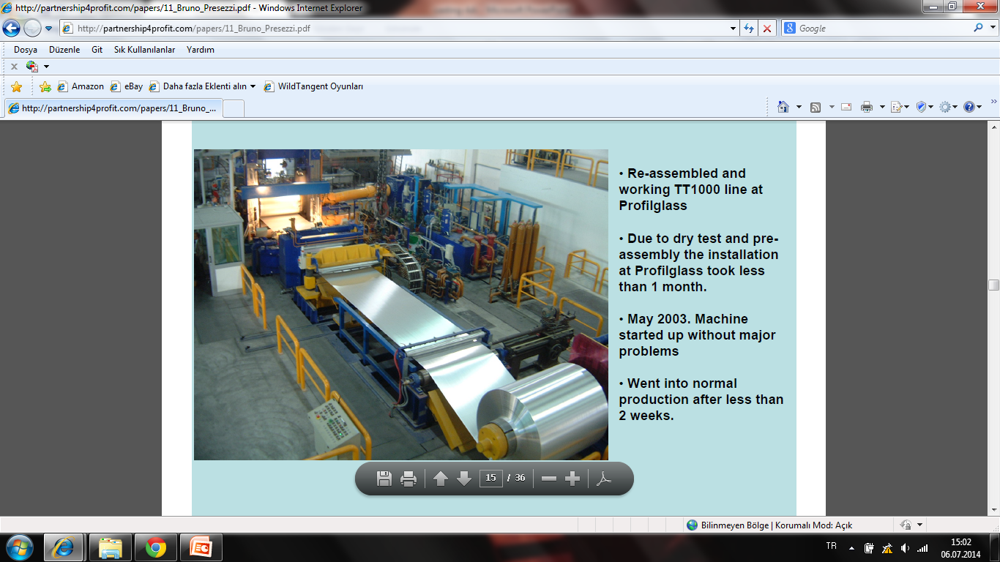 http://partnership4profit.com/papers/11_Bruno_Presezzi.pdf - Windows Internet Explorer
http://partnership4profit.com/papers/11_Bruno_Presezzi.pdf
Google
Dosya Düzenle Git Sık Kullanılanlar Yardım
Amazon eBay Daha fazla Eklenti alın WildTangent Oyunları
http://partnership4profit.com/papers/11_Bruno_...
• Re-assembled and
working TT1000 line at
Profilglass
• Due to dry test and pre-
assembly the installation
at Profilglass took less
than 1 month.
• May 2003. Machine
started up without major
problems
• Went into normal
production after less than
2 weeks.
15 / 36
Bilinmeyen Bölge | Korumalı Mod: Açık
TR
15:02
06.07.2014